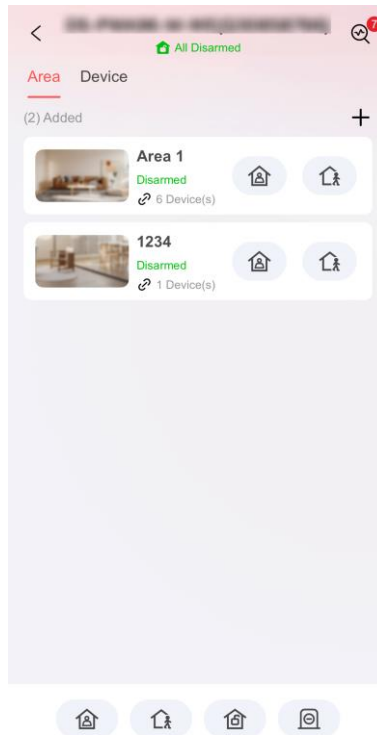 7
All Disarmed
Area Device
(2) Added
Area 1
Disarmed
6 Device(s)
1234
Disarmed
1 Device(s)